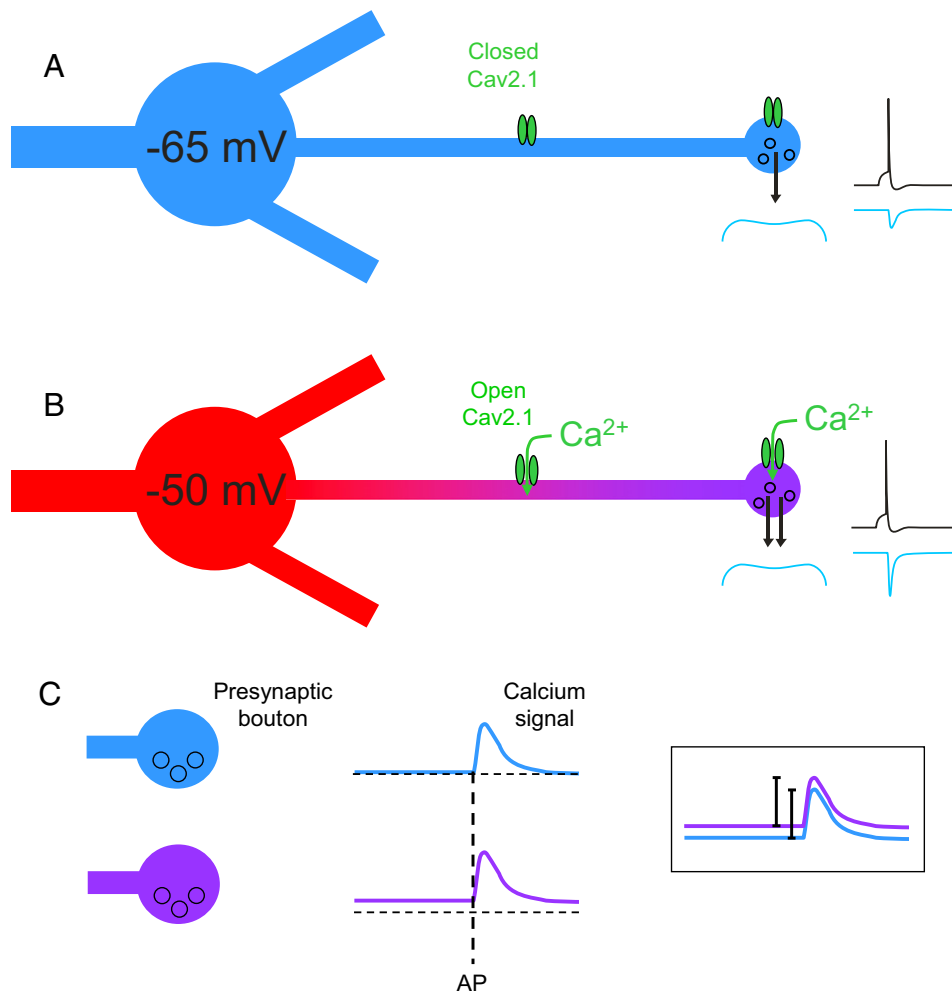 A
Closed
Cav2.1
-65 mV
B
Open
Cav2.1
Ca²⁺
Ca²⁺
-50 mV
C
Presynaptic
bouton
Calcium
signal
AP